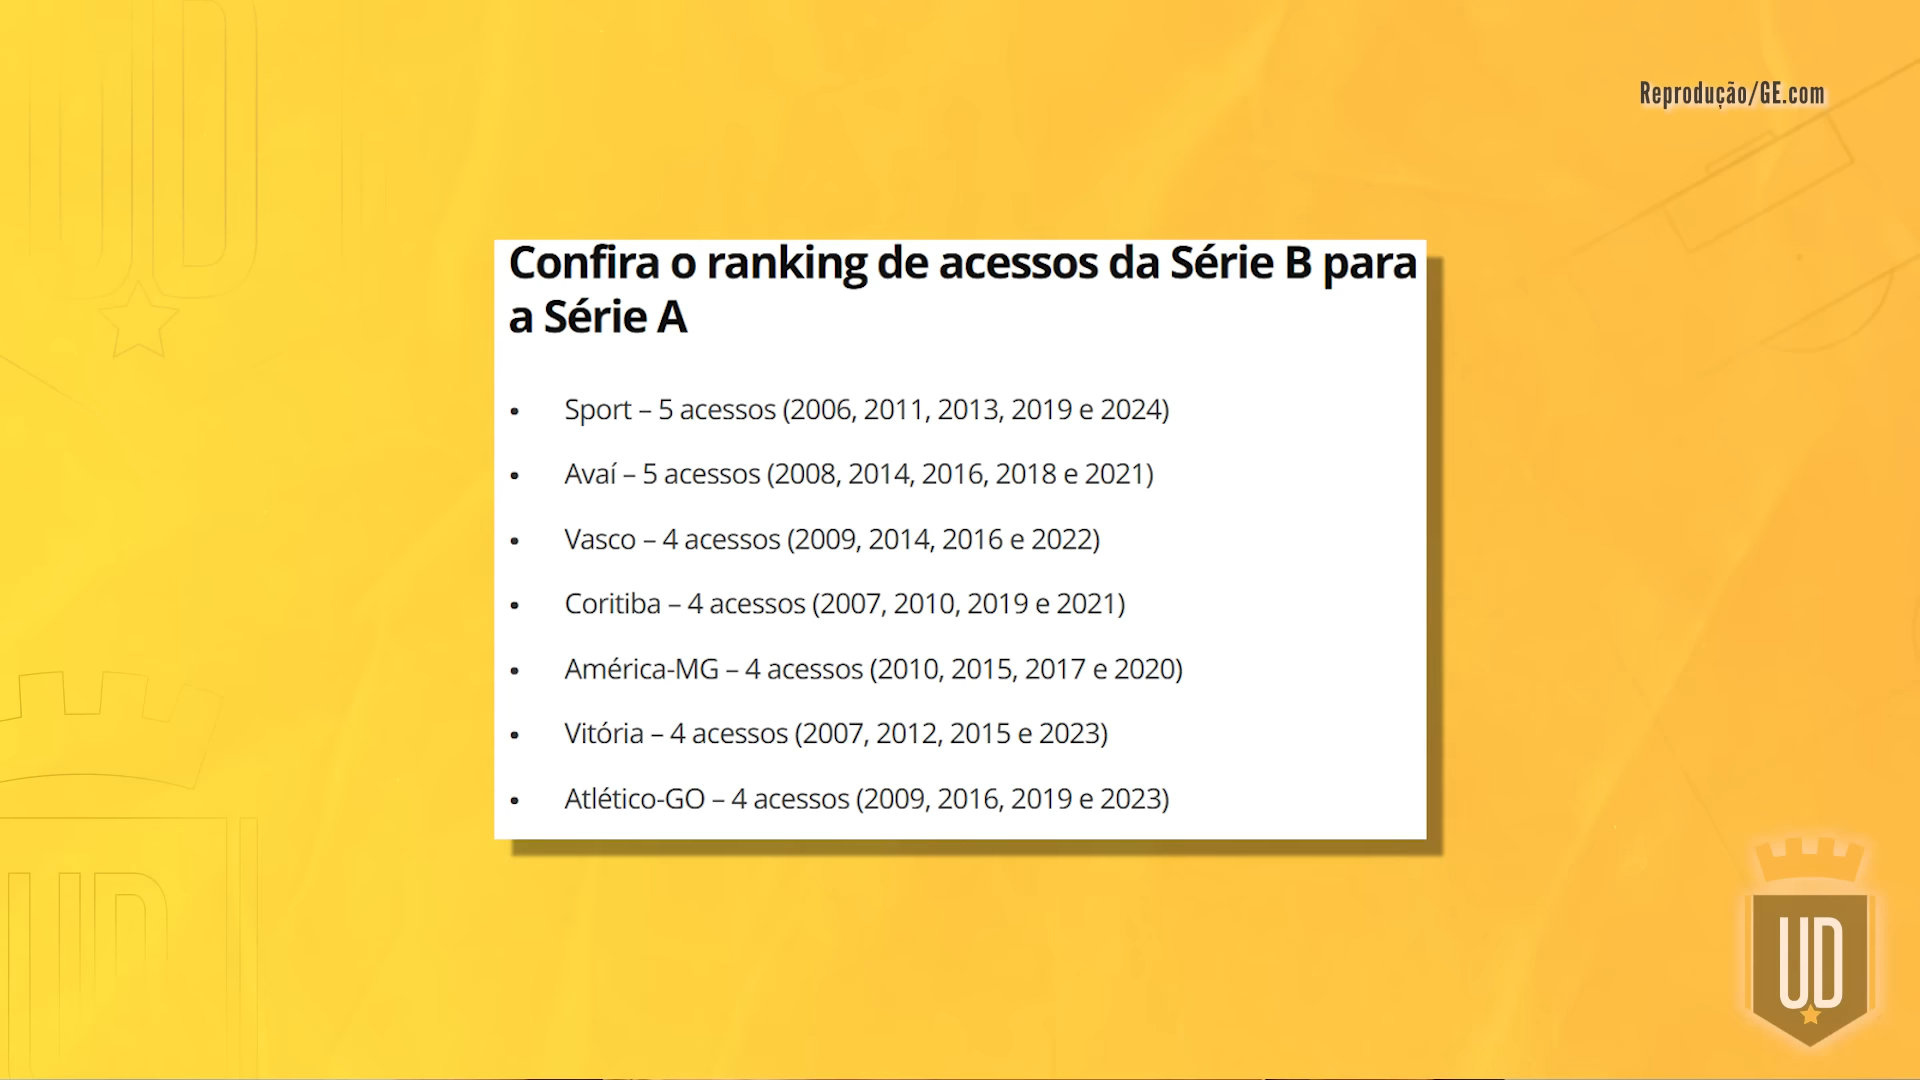 Reprodução/GE.com
Confira o ranking de acessos da Série B para
a Série A
• Sport – 5 acessos (2006, 2011, 2013, 2019 e 2024)
• Avaí – 5 acessos (2008, 2014, 2016, 2018 e 2021)
• Vasco – 4 acessos (2009, 2014, 2016 e 2022)
• Coritiba – 4 acessos (2007, 2010, 2019 e 2021)
• América-MG – 4 acessos (2010, 2015, 2017 e 2020)
• Vitória – 4 acessos (2007, 2012, 2015 e 2023)
• Atlético-GO – 4 acessos (2009, 2016, 2019 e 2023)
UD
UD
UD